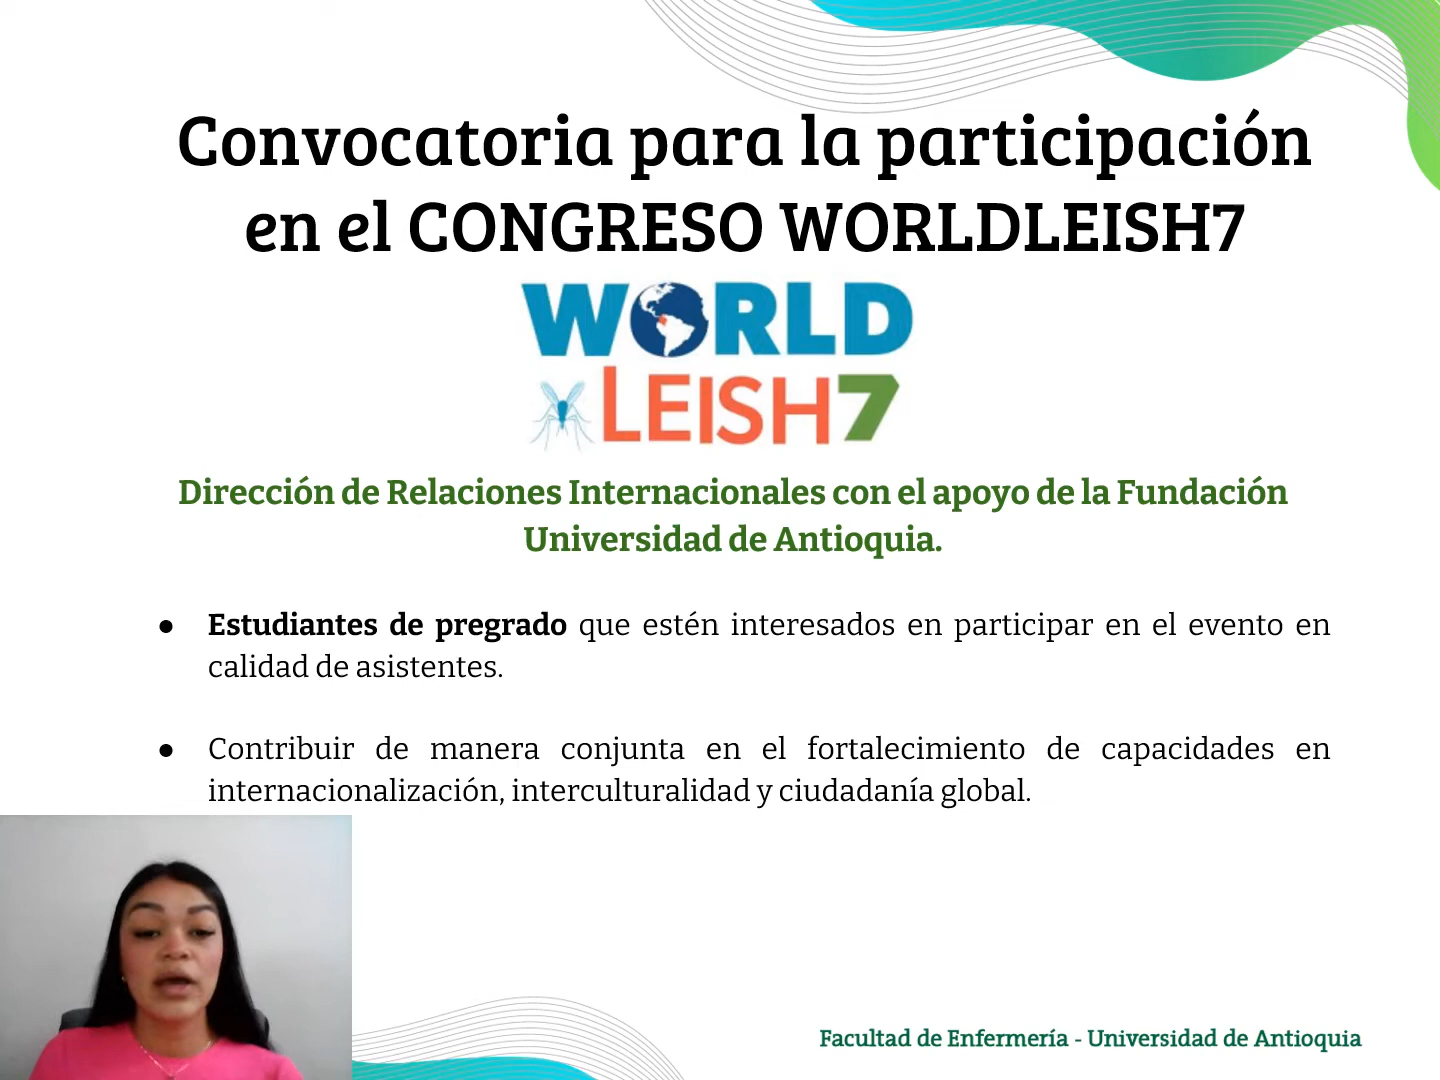 Convocatoria para la participación
en el CONGRESO WORLDLEISH7
WORLD
LEISH7
Dirección de Relaciones Internacionales con el apoyo de la Fundación
Universidad de Antioquia.
● Estudiantes de pregrado que estén interesados en participar en el evento en
calidad de asistentes.
● Contribuir de manera conjunta en el fortalecimiento de capacidades en
internacionalización, interculturalidad y ciudadanía global.
Facultad de Enfermería - Universidad de Antioquia